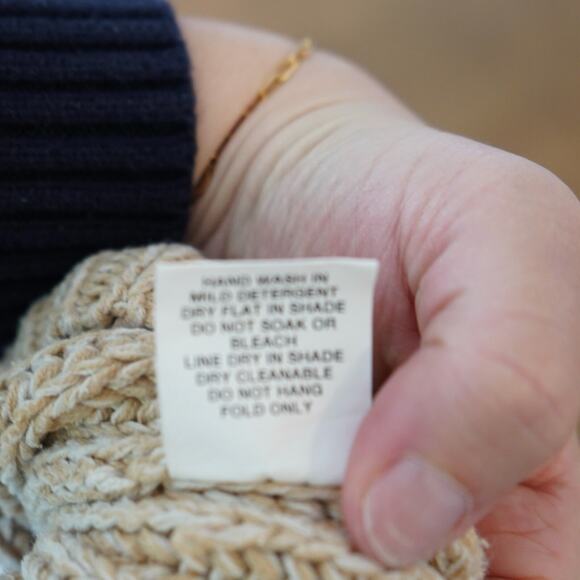 HAND WASH IN
MILD DETERGENT
DRY FLAT IN SHADE
DO NOT SOAK OR
BLEACH
LINE DRY IN SHADE
DRY CLEANABLE
DO NOT HANG
FOLD ONLY